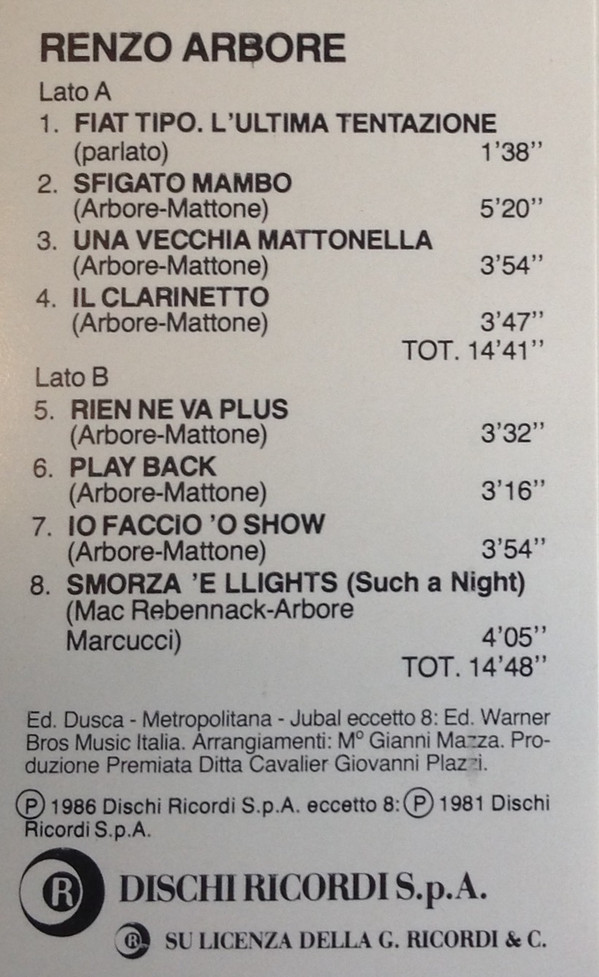 RENZO ARBORE
Lato A
1. FIAT TIPO. L'ULTIMA TENTAZIONE
(parlato) 1'38''
2. SFIGATO MAMBO
(Arbore-Mattone) 5'20''
3. UNA VECCHIA MATTONELLA
(Arbore-Mattone) 3'54''
4. IL CLARINETTO
(Arbore-Mattone) 3'47''
TOT. 14'41''
Lato B
5. RIEN NE VA PLUS
(Arbore-Mattone) 3'32''
6. PLAY BACK
(Arbore-Mattone) 3'16''
7. IO FACCIO 'O SHOW
(Arbore-Mattone) 3'54''
8. SMORZA 'E LLIGHTS (Such a Night)
(Mac Rebennack-Arbore
Marcucci) 4'05''
TOT. 14'48''
Ed. Dusca - Metropolitana - Jubal eccetto 8: Ed. Warner
Bros Music Italia. Arrangiamenti: Mº Gianni Mazza. Pro-
duzione Premiata Ditta Cavalier Giovanni Plazzi.
Ⓟ 1986 Dischi Ricordi S.p.A. eccetto 8: Ⓟ 1981 Dischi
Ricordi S.p.A.
R DISCHI RICORDI S.p.A.
R SU LICENZA DELLA G. RICORDI & C.